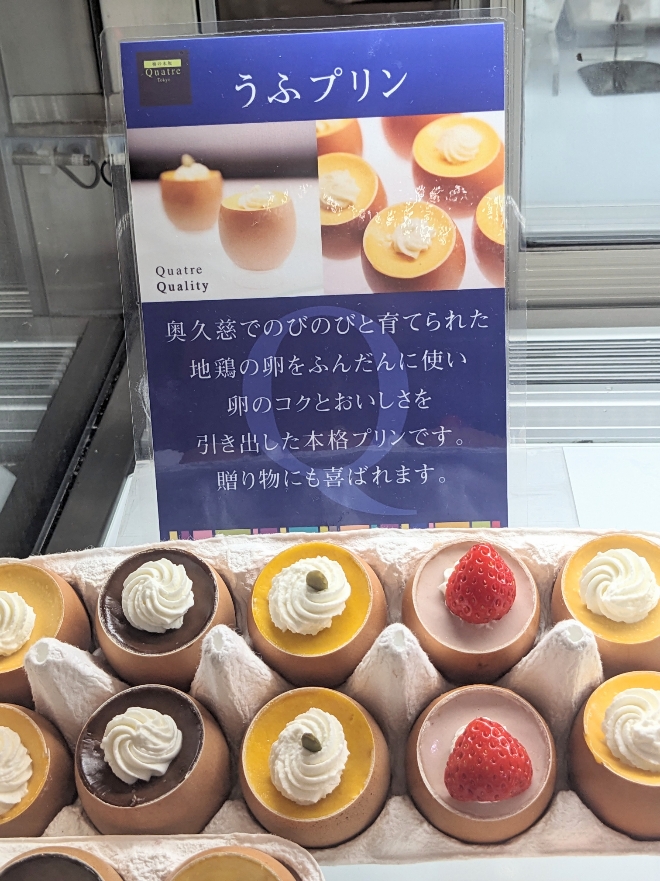 Quatre
Tokyo
うふプリン
Quatre
Quality
奥久慈でのびのびと育てられた
地鶏の卵をふんだんに使い
卵のコクとおいしさを
引き出した本格プリンです。
贈り物にも喜ばれます。
Q